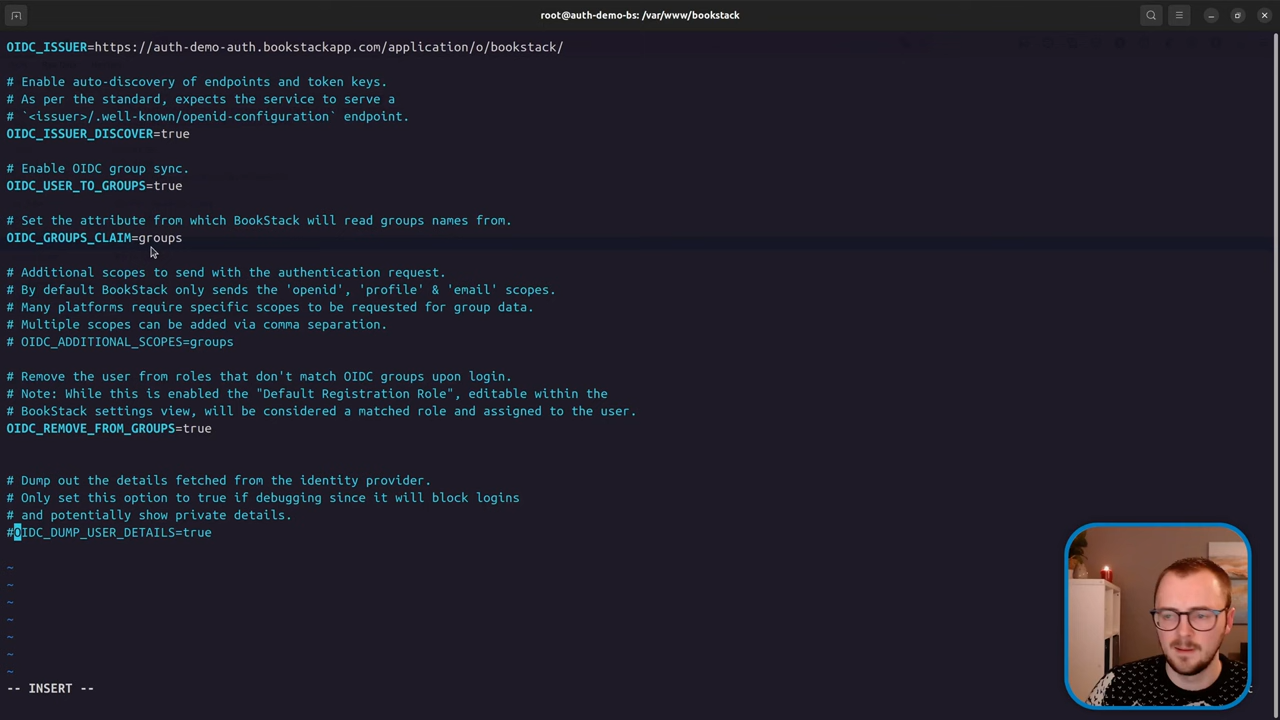 root@auth-demo-bs: /var/www/bookstack
OIDC_ISSUER=https://auth-demo-auth.bookstackapp.com/application/o/bookstack/
# Enable auto-discovery of endpoints and token keys.
# As per the standard, expects the service to serve a
# `<issuer>/.well-known/openid-configuration` endpoint.
OIDC_ISSUER_DISCOVER=true
# Enable OIDC group sync.
OIDC_USER_TO_GROUPS=true
# Set the attribute from which BookStack will read groups names from.
OIDC_GROUPS_CLAIM=groups
# Additional scopes to send with the authentication request.
# By default BookStack only sends the 'openid', 'profile' & 'email' scopes.
# Many platforms require specific scopes to be requested for group data.
# Multiple scopes can be added via comma separation.
# OIDC_ADDITIONAL_SCOPES=groups
# Remove the user from roles that don't match OIDC groups upon login.
# Note: While this is enabled the "Default Registration Role", editable within the
# BookStack settings view, will be considered a matched role and assigned to the user.
OIDC_REMOVE_FROM_GROUPS=true
# Dump out the details fetched from the identity provider.
# Only set this option to true if debugging since it will block logins
# and potentially show private details.
#OIDC_DUMP_USER_DETAILS=true
~
~
~
~
~
~
~
-- INSERT --